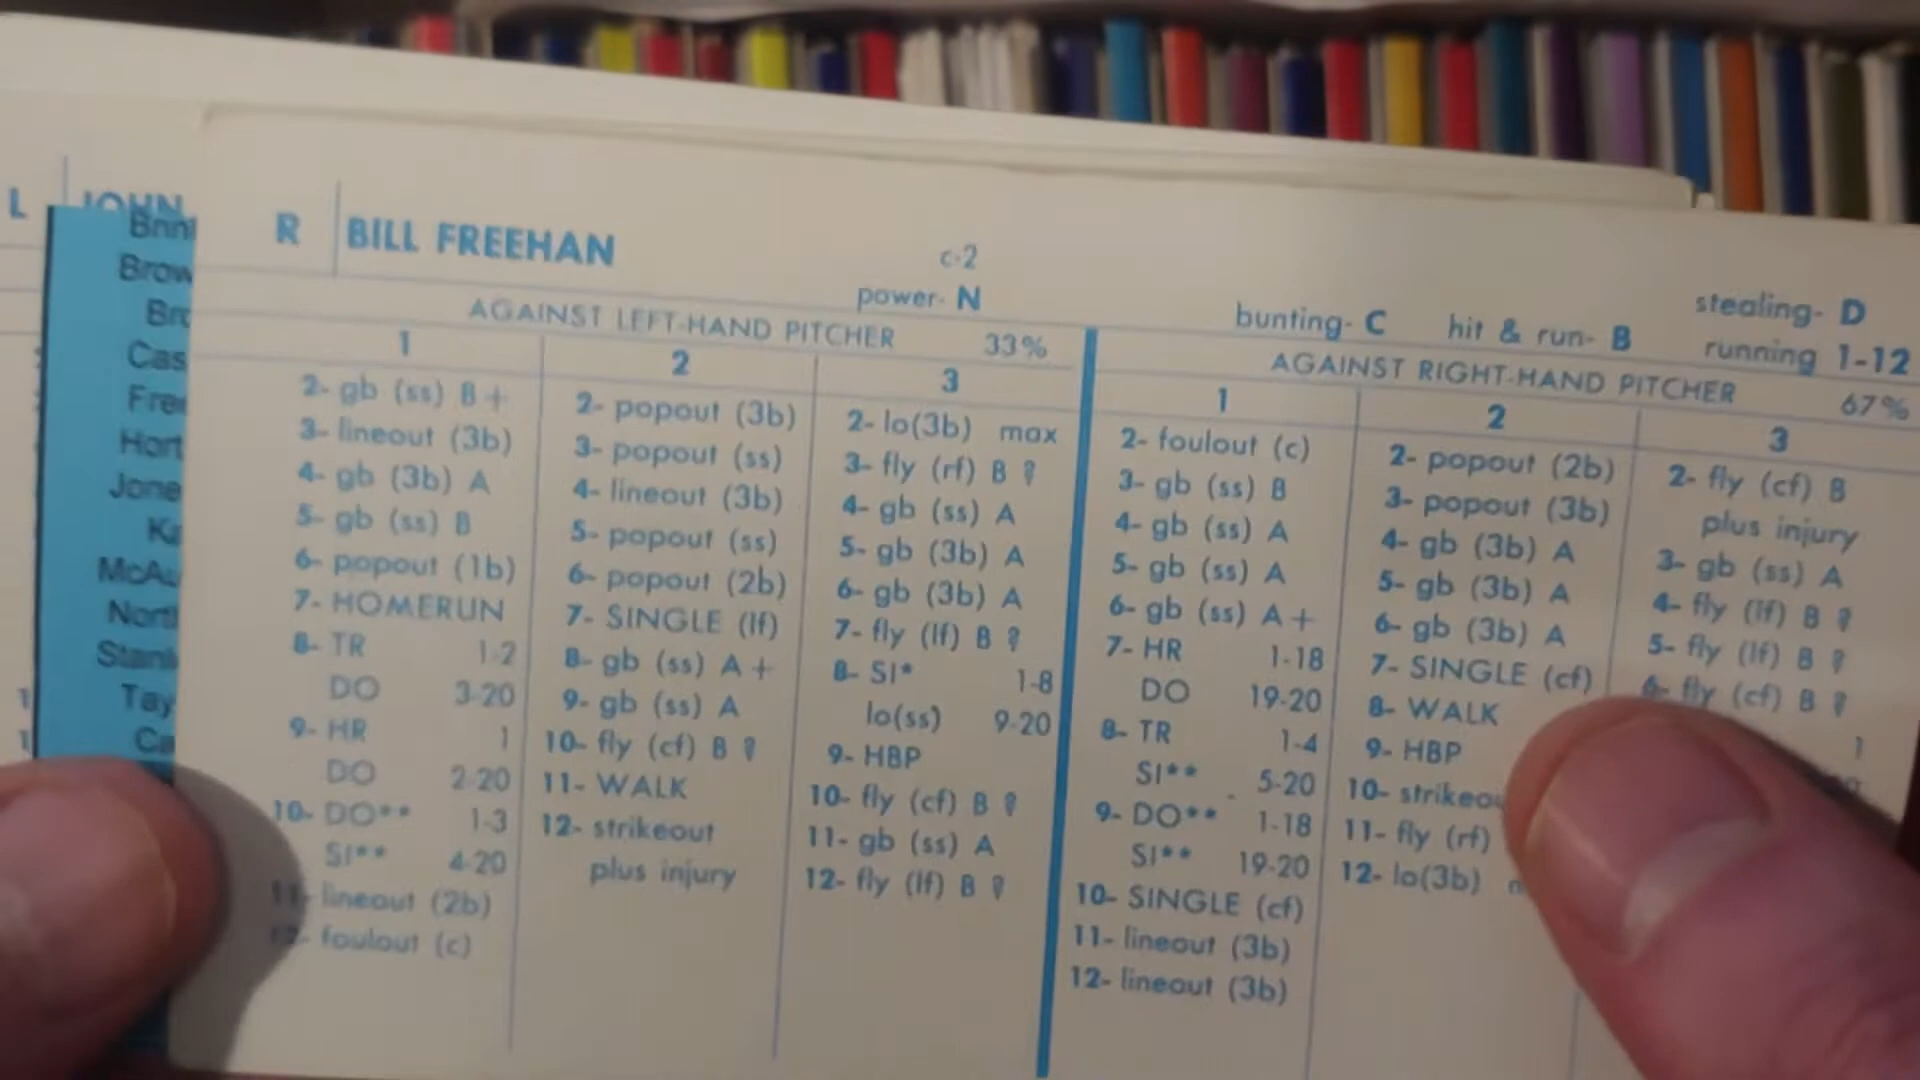 L
JOHN
Brow
Cas
Hort
Jone
R BILL FREEHAN
c-2
power- N
bunting- C hit & run- B
stealing- D
running 1-12
AGAINST LEFT-HAND PITCHER 33%
1
2- gb (ss) B+
3- lineout (3b)
4- gb (3b) A
5- gb (ss) B
6- popout (1b)
7- HOMERUN
8- TR 1-2
DO 3-20
9- HR 1
DO 2-20
10- DO** 1-3
SI** 4-20
11- lineout (2b)
12- foulout (c)
2
2- popout (3b)
3- popout (ss)
4- lineout (3b)
5- popout (ss)
6- popout (2b)
7- SINGLE (lf)
8- gb (ss) A+
9- gb (ss) A
10- fly (cf) B ?
11- WALK
12- strikeout
plus injury
3
2- lo(3b) max
3- fly (rf) B ?
4- gb (ss) A
5- gb (3b) A
6- gb (3b) A
7- fly (lf) B ?
8- SI* 1-8
lo(ss) 9-20
9- HBP
10- fly (cf) B ?
11- gb (ss) A
12- fly (lf) B ?
AGAINST RIGHT-HAND PITCHER 67%
1
2- foulout (c)
3- gb (ss) B
4- gb (ss) A
5- gb (ss) A
6- gb (ss) A+
7- HR 1-18
DO 19-20
8- TR 1-4
SI** 5-20
9- DO** 1-18
SI** 19-20
10- SINGLE (cf)
11- lineout (3b)
12- lineout (3b)
2
2- popout (2b)
3- popout (3b)
4- gb (3b) A
5- gb (3b) A
6- gb (3b) A
7- SINGLE (cf)
8- WALK
9- HBP
10- strikeou
11- fly (rf)
12- lo(3b)
3
2- fly (cf) B
plus injury
3- gb (ss) A
4- fly (lf) B ?
5- fly (lf) B ?
6- fly (cf) B ?
1